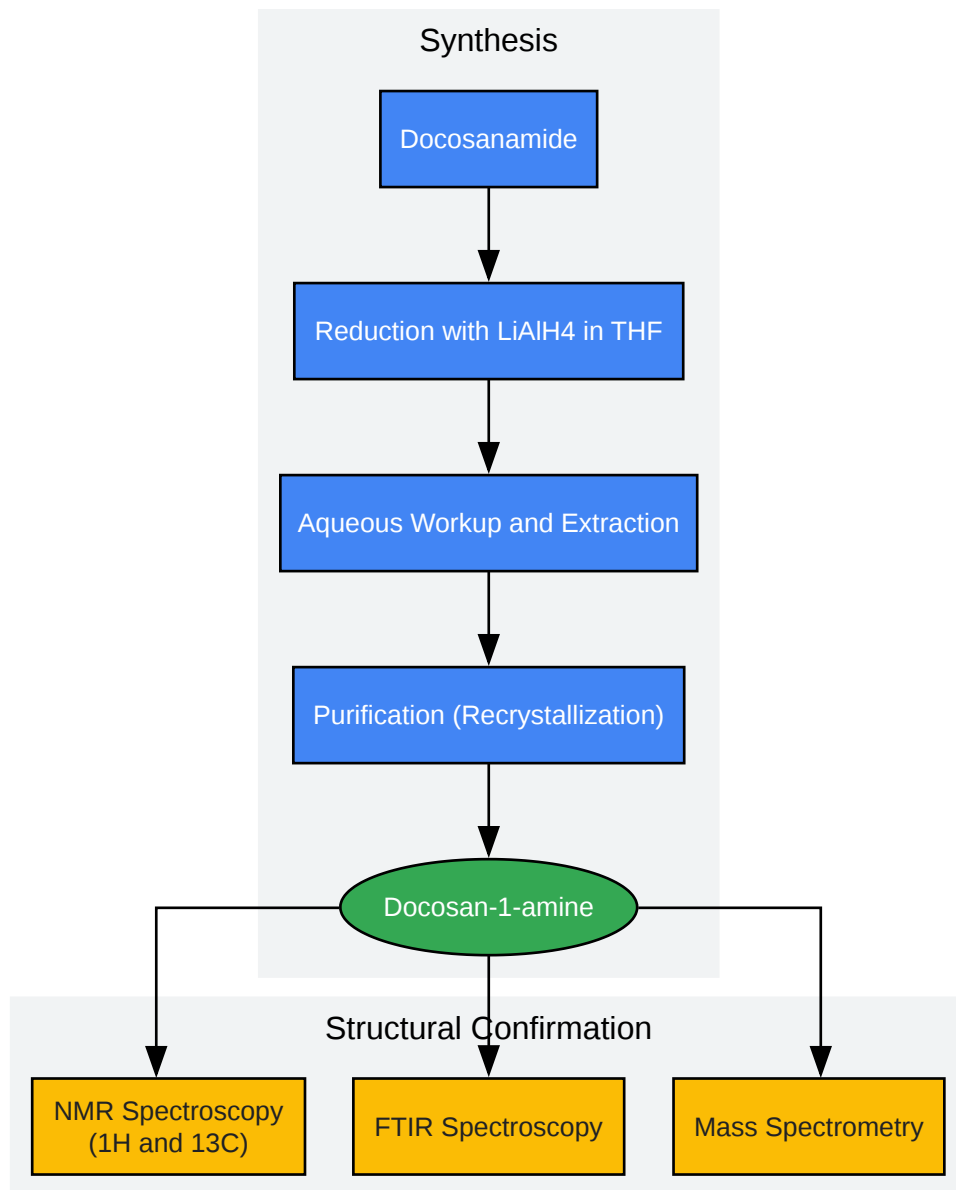 Synthesis
Docosanamide
Reduction with LiAlH4 in THF
Aqueous Workup and Extraction
Purification (Recrystallization)
Docosan-1-amine
Structural Confirmation
NMR Spectroscopy
(1H and 13C)
FTIR Spectroscopy
Mass Spectrometry